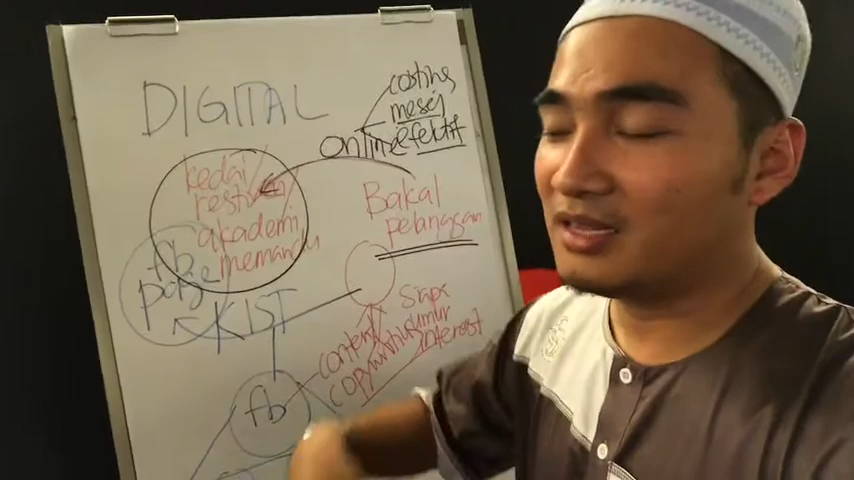 DIGITAL
costing
mesej
online efektif
kedai/
restoran/
akademi
memandu
Bakal
pelanggan
fb
page
KIST
Siapa
umur
interest
content
copywriting
fb